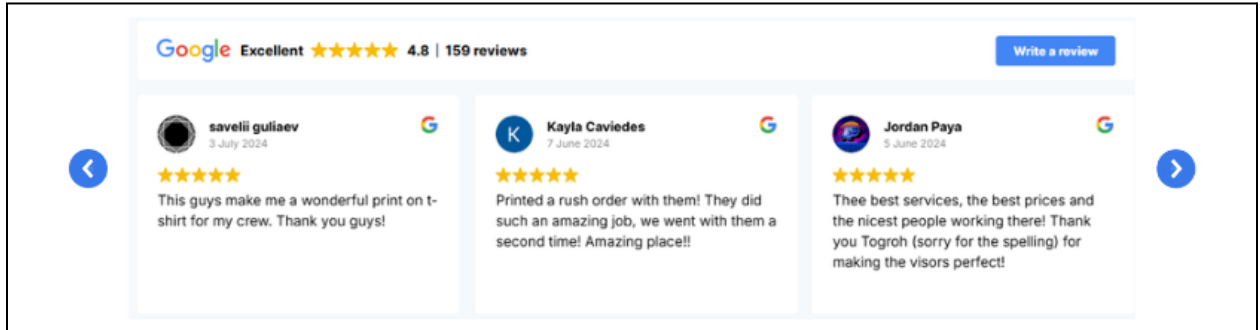 Google Excellent 4.8 | 159 reviews
Write a review
savelii guliaev
3 July 2024
This guys make me a wonderful print on t-
shirt for my crew. Thank you guys!
K
Kayla Caviedes
7 June 2024
Printed a rush order with them! They did
such an amazing job, we went with them a
second time! Amazing place!!
Jordan Paya
5 June 2024
Thee best services, the best prices and
the nicest people working there! Thank
you Togroh (sorry for the spelling) for
making the visors perfect!